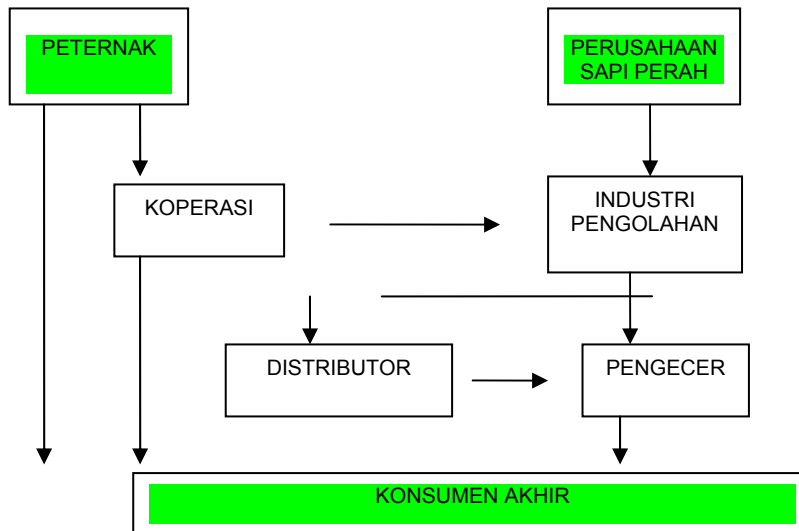 PETERNAK
PERUSAHAAN
SAPI PERAH
KOPERASI
INDUSTRI
PENGOLAHAN
DISTRIBUTOR
PENGECER
KONSUMEN AKHIR